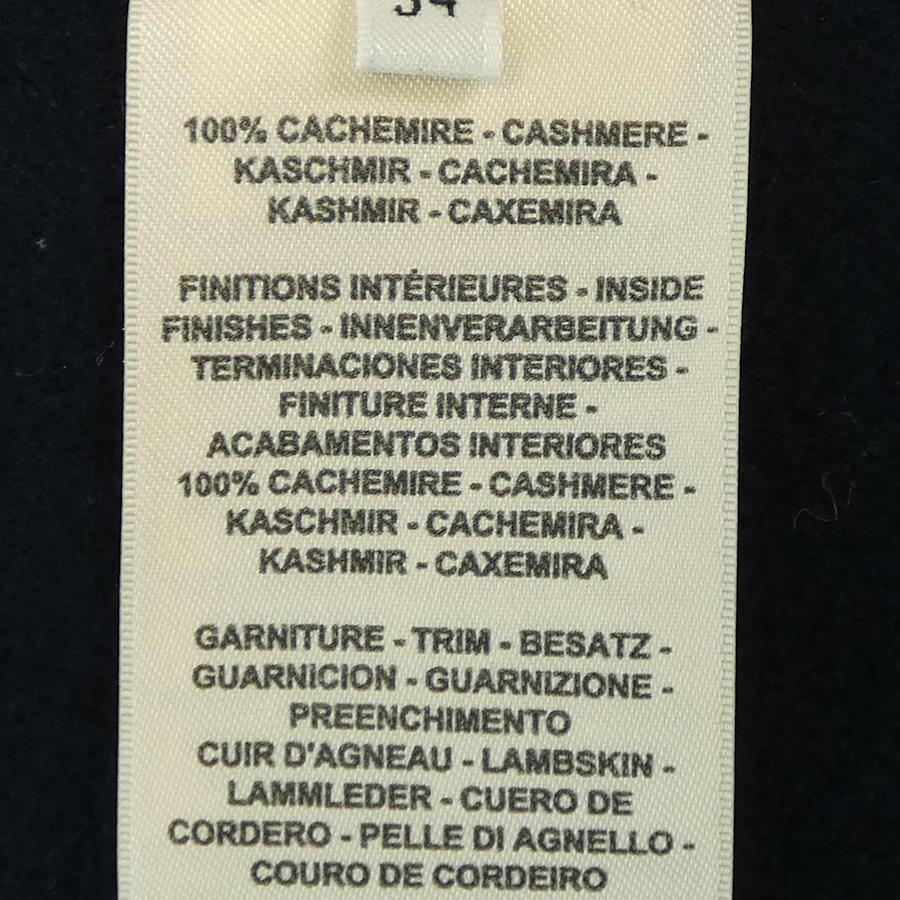 34
100% CACHEMIRE - CASHMERE -
KASCHMIR - CACHEMIRA -
KASHMIR - CAXEMIRA
FINITIONS INTÉRIEURES - INSIDE
FINISHES - INNENVERARBEITUNG -
TERMINACIONES INTERIORES -
FINITURE INTERNE -
ACABAMENTOS INTERIORES
100% CACHEMIRE - CASHMERE -
KASCHMIR - CACHEMIRA -
KASHMIR - CAXEMIRA
GARNITURE - TRIM - BESATZ -
GUARNICION - GUARNIZIONE -
PREENCHIMENTO
CUIR D'AGNEAU - LAMBSKIN -
LAMMLEDER - CUERO DE
CORDERO - PELLE DI AGNELLO -
COURO DE CORDEIRO